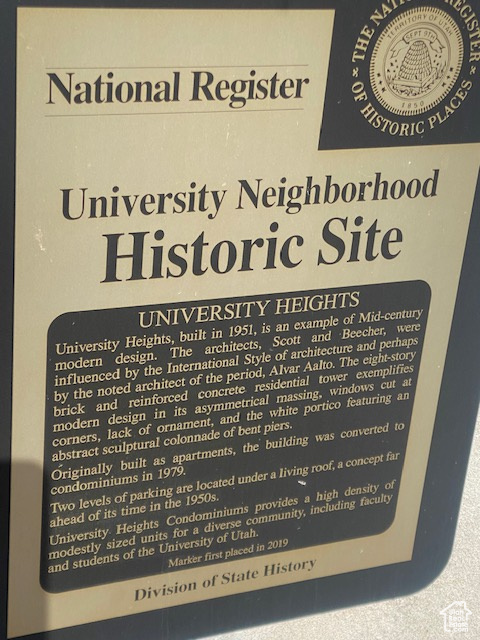 THE NATIONAL REGISTER
OF HISTORIC PLACES
TERRITORY OF UTAH
SEPT 9TH
1850
National Register
University Neighborhood
Historic Site
UNIVERSITY HEIGHTS
University Heights, built in 1951, is an example of Mid-century
modern design. The architects, Scott and Beecher, were
influenced by the International Style of architecture and perhaps
by the noted architect of the period, Alvar Aalto. The eight-story
brick and reinforced concrete residential tower exemplifies
modern design in its asymmetrical massing, windows cut at
corners, lack of ornament, and the white portico featuring an
abstract sculptural colonnade of bent piers.
Originally built as apartments, the building was converted to
condominiums in 1979.
Two levels of parking are located under a living roof, a concept far
ahead of its time in the 1950s.
University Heights Condominiums provides a high density of
modestly sized units for a diverse community, including faculty
and students of the University of Utah.
Marker first placed in 2019
Division of State History